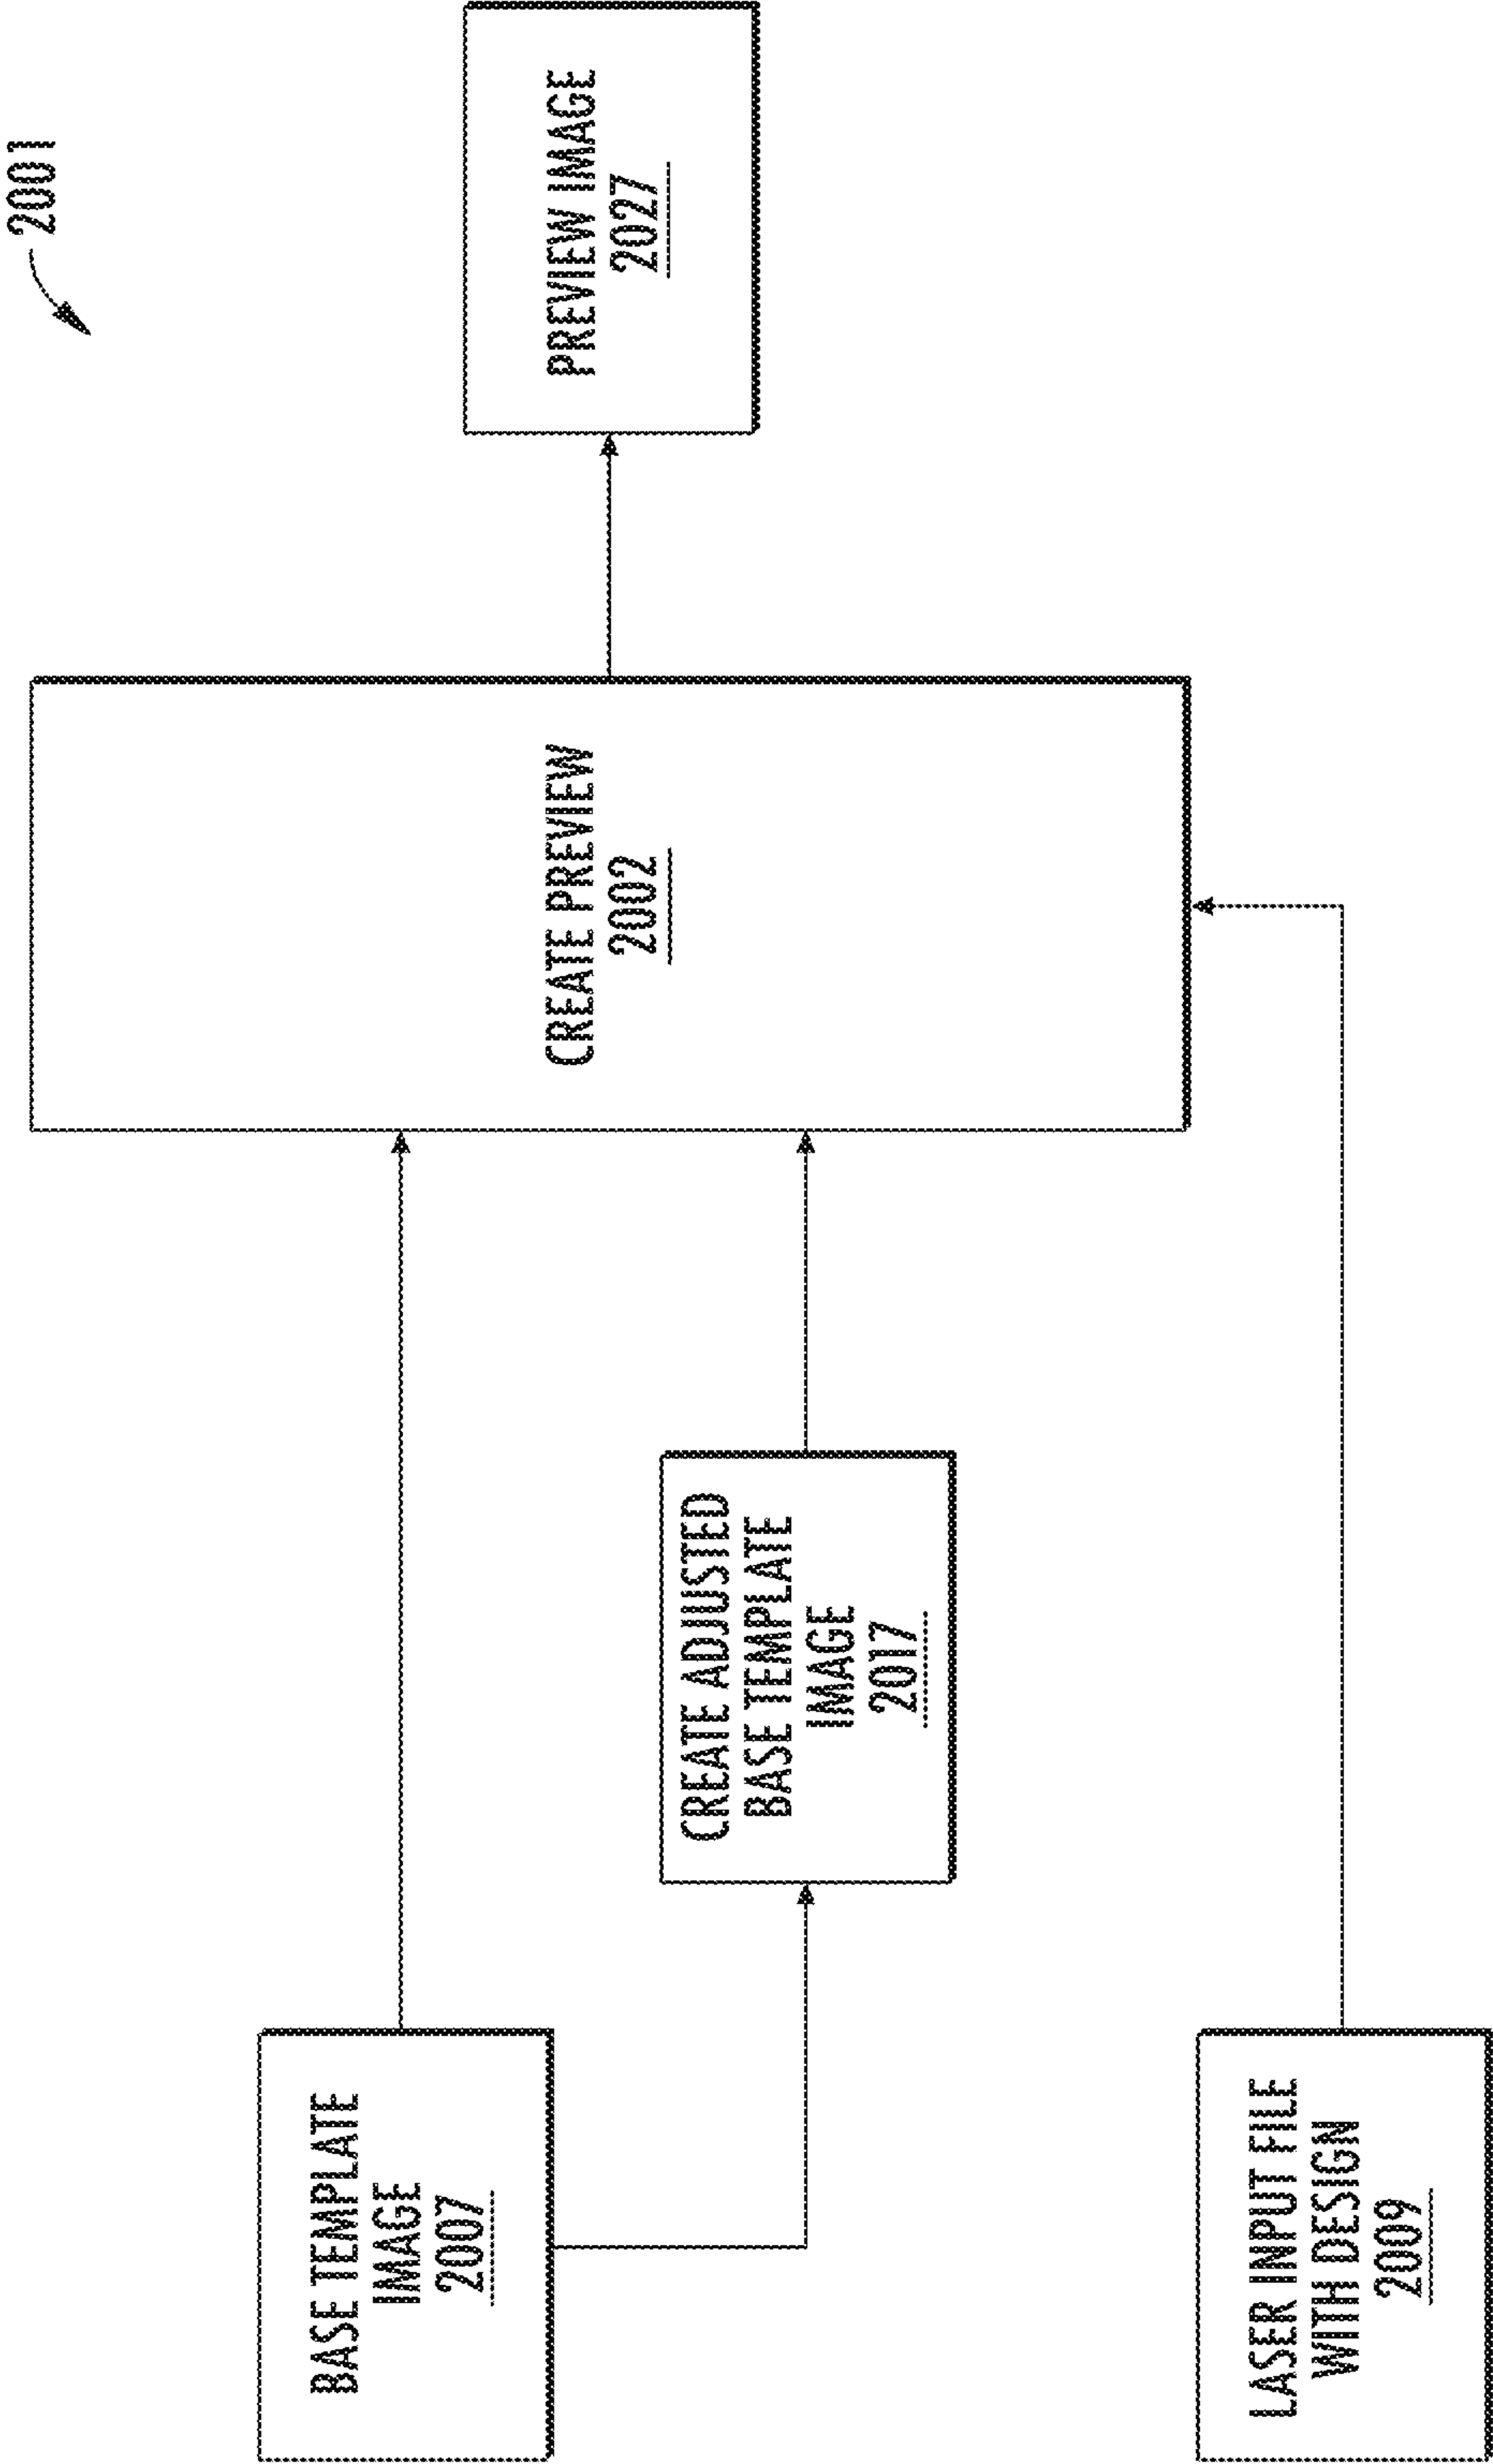 2001
BASE TEMPLATE
IMAGE
2007
CREATE ADJUSTED
BASE TEMPLATE
IMAGE
2017
LASER INPUT FILE
WITH DESIGN
2009
CREATE PREVIEW
2002
PREVIEW IMAGE
2027